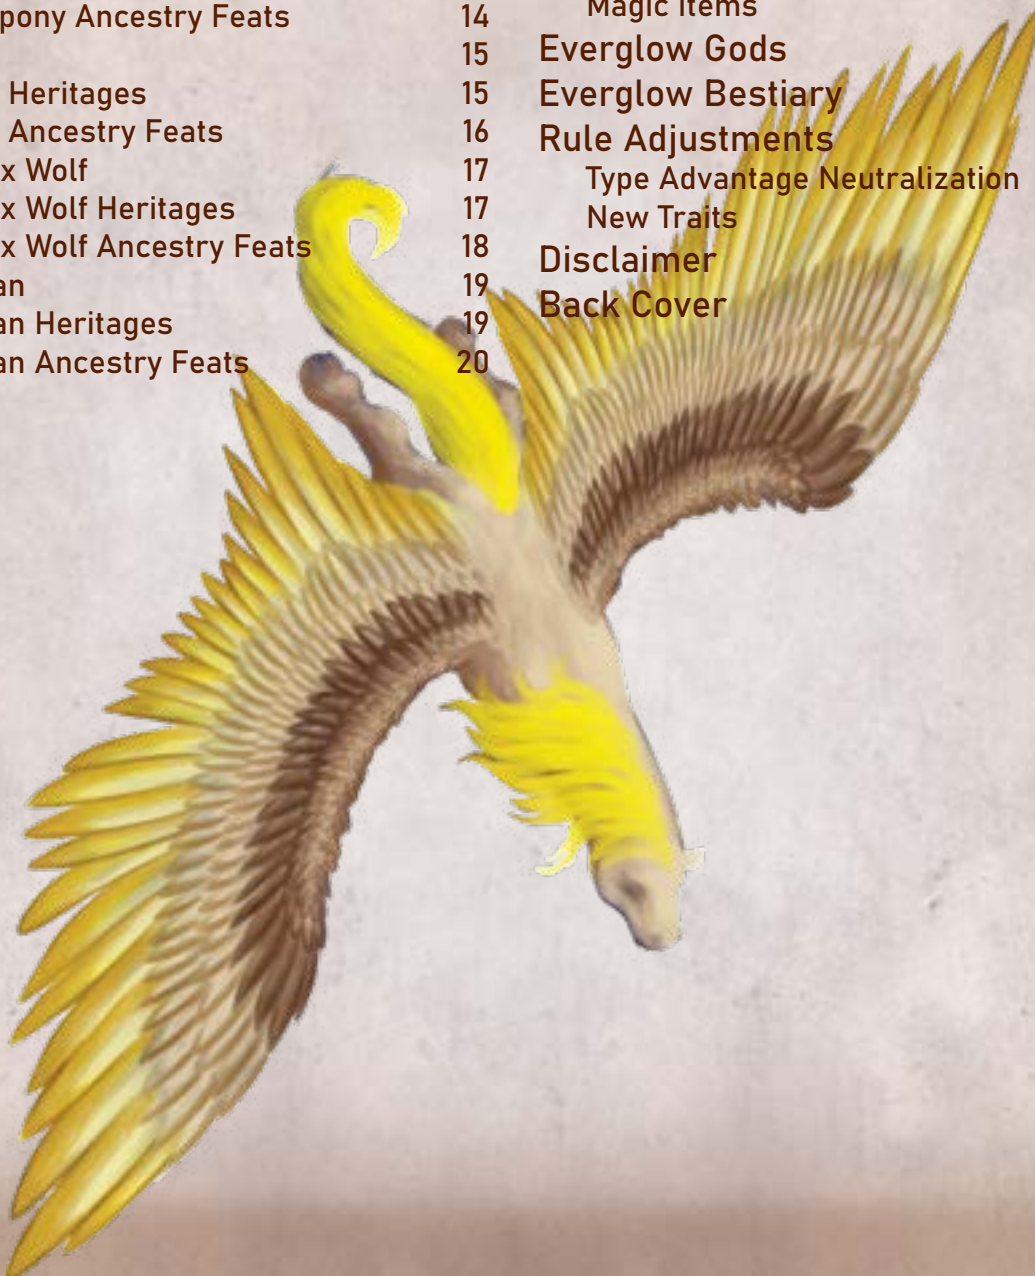 pony Ancestry Feats 14
15
Heritages 15
Ancestry Feats 16
x Wolf 17
x Wolf Heritages 17
x Wolf Ancestry Feats 18
an 19
an Heritages 19
an Ancestry Feats 20
Magic Items
Everglow Gods
Everglow Bestiary
Rule Adjustments
Type Advantage Neutralization
New Traits
Disclaimer
Back Cover